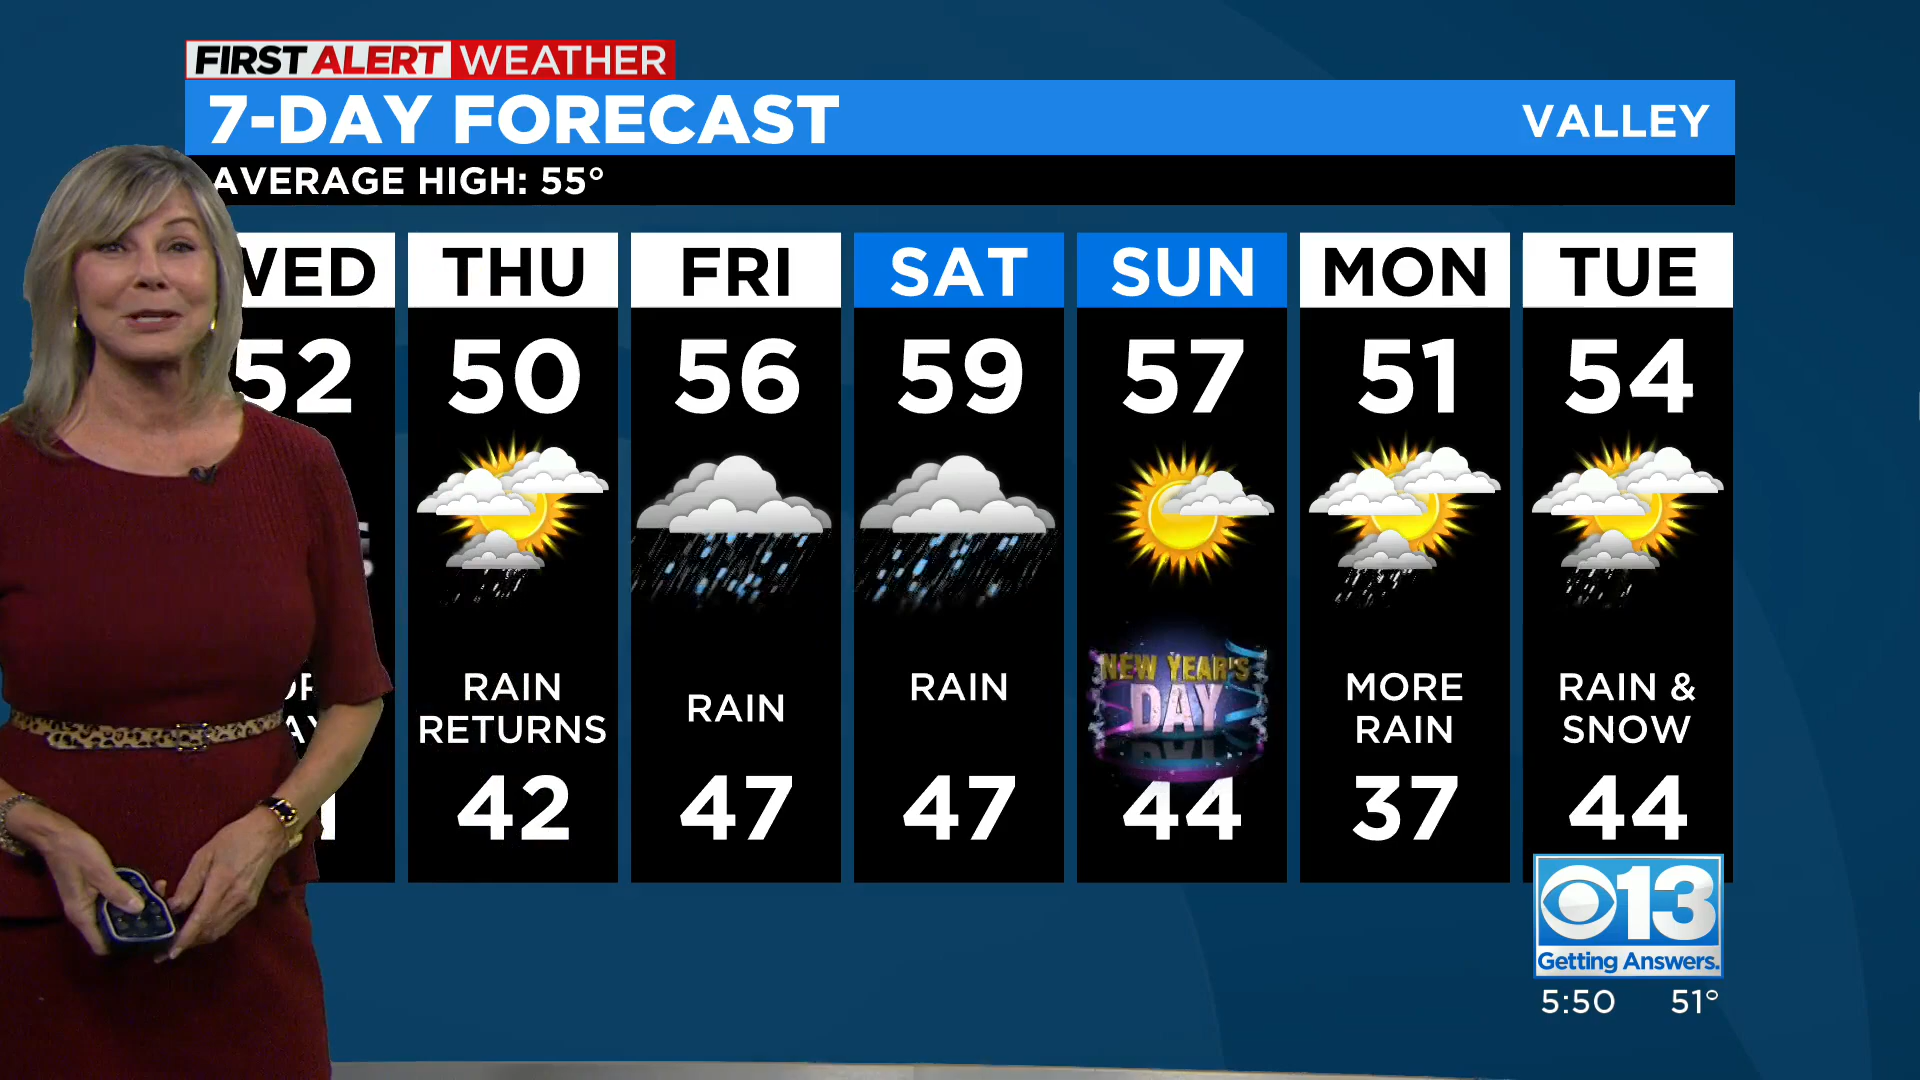 FIRST ALERT WEATHER
7-DAY FORECAST
VALLEY
AVERAGE HIGH: 55°
WED THU FRI SAT SUN MON TUE
52 50 56 59 57 51 54
RAIN
RETURNS
RAIN
RAIN
NEW YEAR'S
DAY
MORE
RAIN
RAIN &
SNOW
42 47 47 44 37 44
13
Getting Answers.
5:50 51°